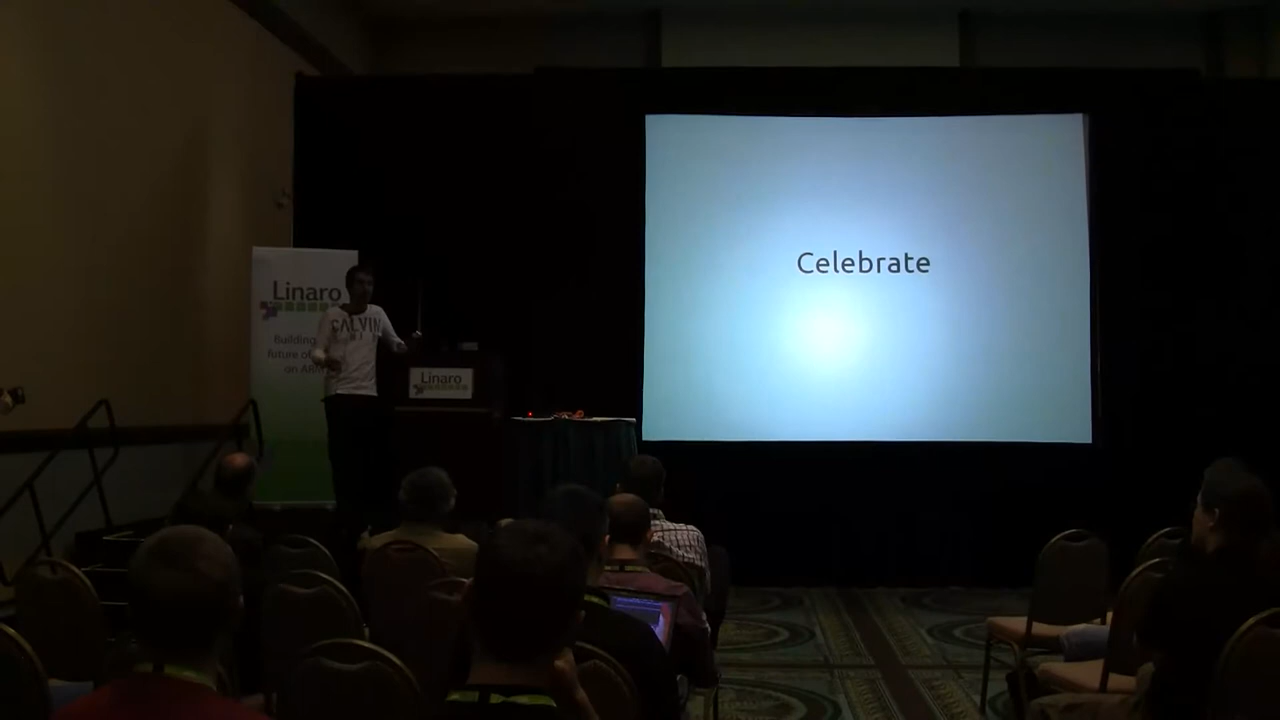 Celebrate
Linaro
Building
future of
on ARM
CALVIN
Linaro